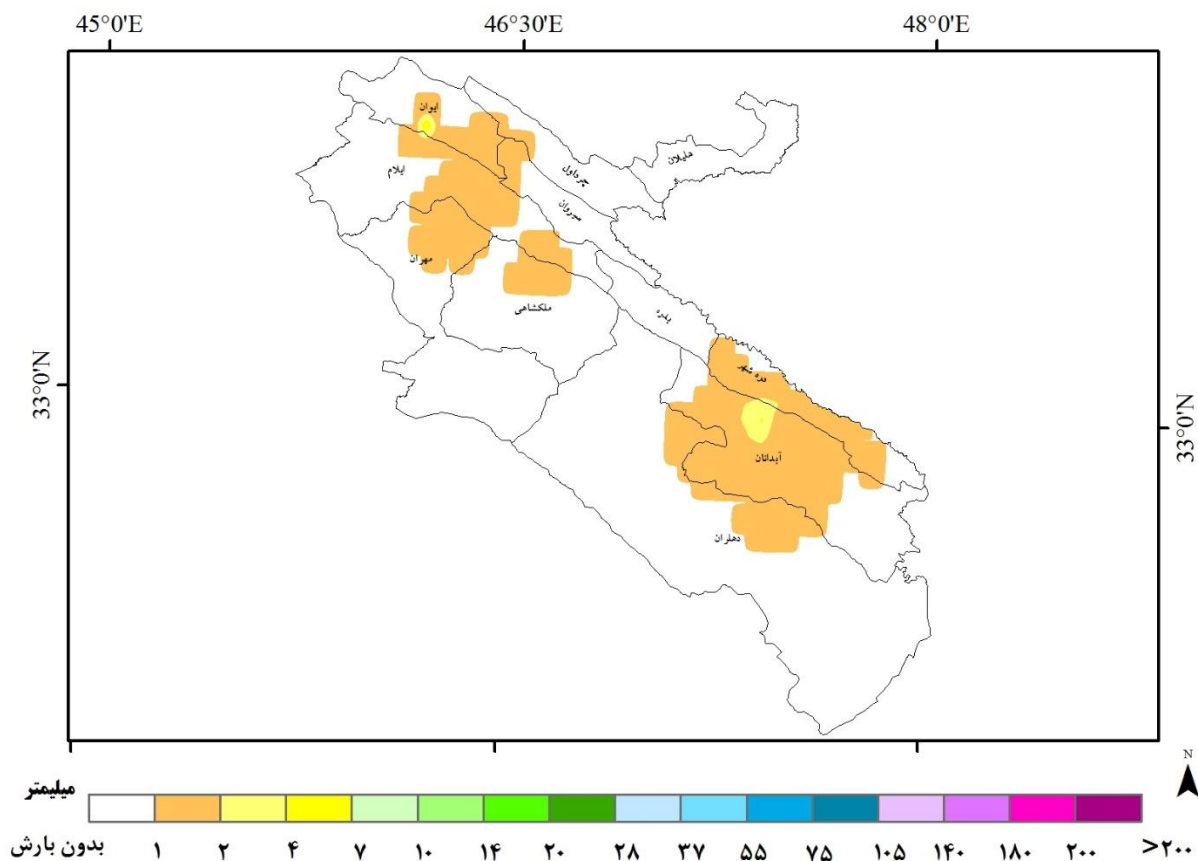 45°0'E 46°30'E 48°0'E
ایوان
هلیلان
چرداول
ایلام
سیروان
مهران
ملکشاهی
بدره
33°0'N
دره شهر
33°0'N
آبدانان
دهلران
N
میلیمتر
بدون بارش ۱ ۲ ۴ ۷ ۱۰ ۱۴ ۲۰ ۲۸ ۳۷ ۵۵ ۷۵ ۱۰۵ ۱۴۰ ۱۸۰ ۲۰۰ >۲۰۰